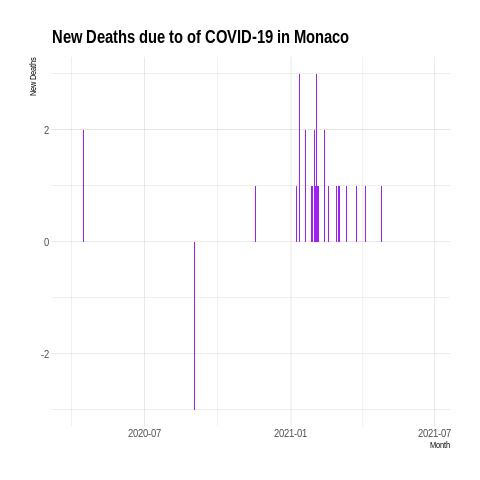 New Deaths due to of COVID-19 in Monaco
New Deaths
2
0
-2
2020-07
2021-01
2021-07
Month